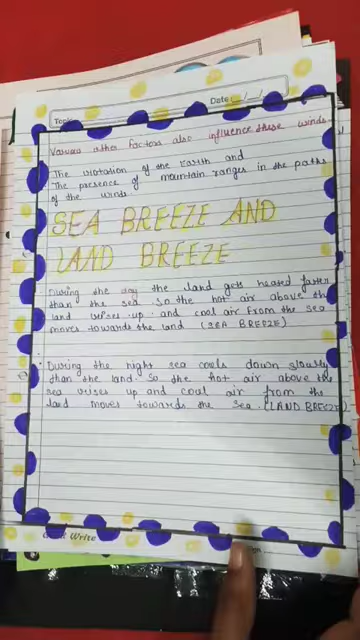 Topic
Date
Various other factors also influence these winds.
The rotation of the Earth and
The presence of mountain ranges in the paths
of the winds
SEA BREEZE AND
LAND BREEZE
During the day the land gets heated faster
than the sea. So the hot air above the
land rises up. and cool air from the sea
moves towards the land (SEA BREEZE)
During the night sea cools down slowly
than the land. So the hot air above the
sea rises up and cool air from the
land moves towards the sea. (LAND BREEZE)
Write